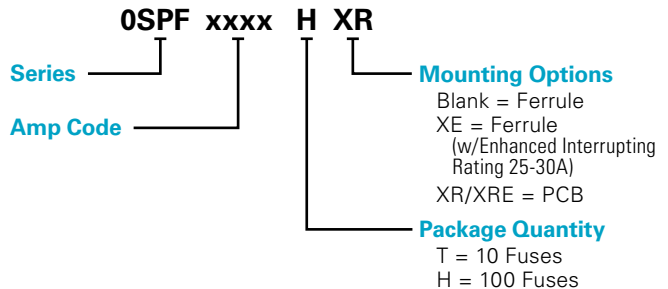 0SPF xxxx H XR
Series
Amp Code
Mounting Options
Blank = Ferrule
XE = Ferrule
(w/Enhanced Interrupting
Rating 25-30A)
XR/XRE = PCB
Package Quantity
T = 10 Fuses
H = 100 Fuses